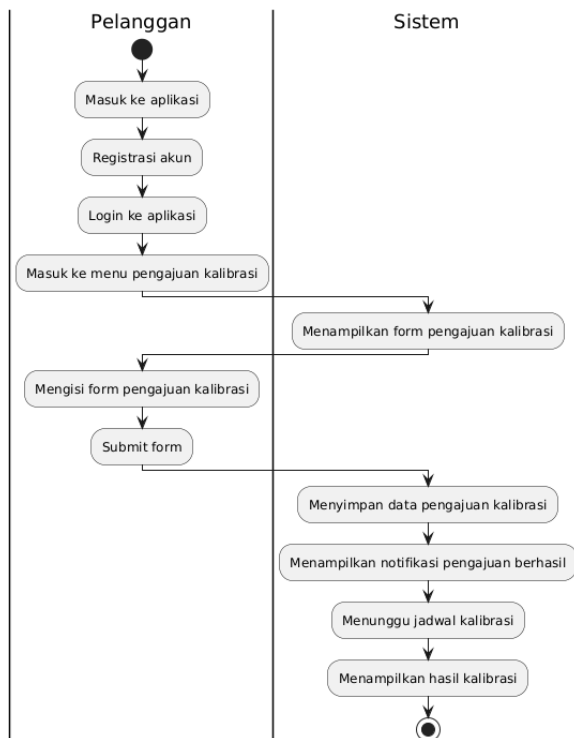 Pelanggan
Sistem
Masuk ke aplikasi
Registrasi akun
Login ke aplikasi
Masuk ke menu pengajuan kalibrasi
Menampilkan form pengajuan kalibrasi
Mengisi form pengajuan kalibrasi
Submit form
Menyimpan data pengajuan kalibrasi
Menampilkan notifikasi pengajuan berhasil
Menunggu jadwal kalibrasi
Menampilkan hasil kalibrasi